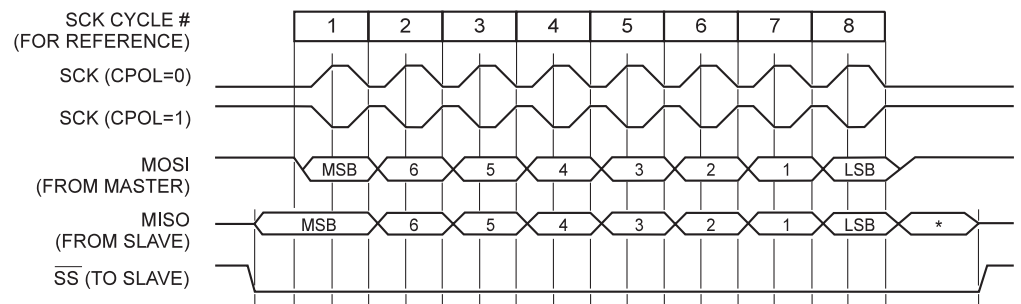 SCK CYCLE #
(FOR REFERENCE)
1 2 3 4 5 6 7 8
SCK (CPOL=0)
SCK (CPOL=1)
MOSI
(FROM MASTER)
MSB 6 5 4 3 2 1 LSB
MISO
(FROM SLAVE)
MSB 6 5 4 3 2 1 LSB *
SS (TO SLAVE)